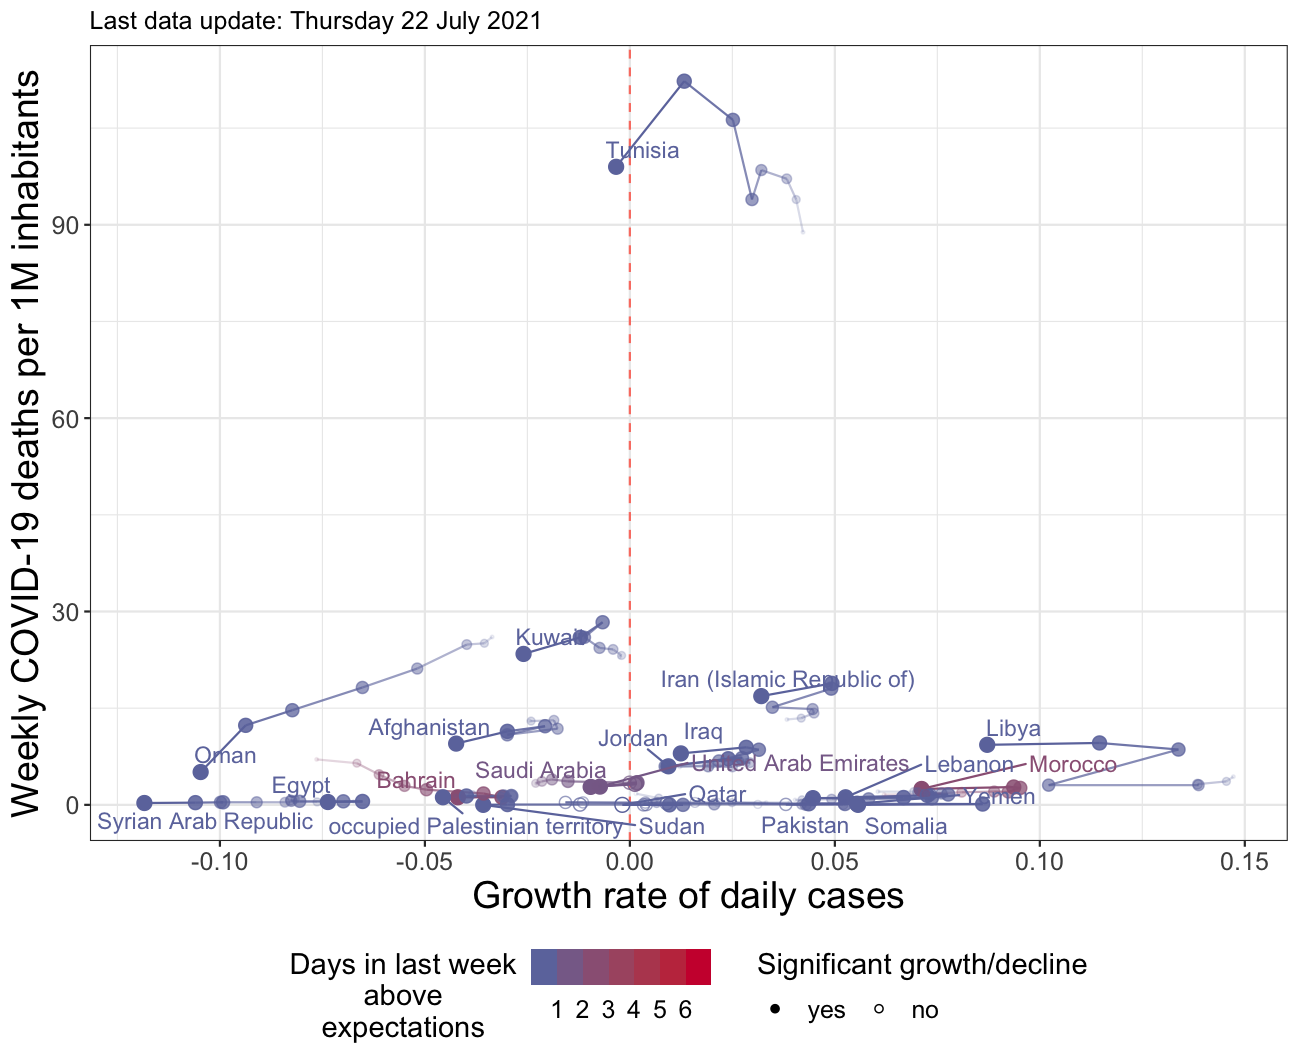 Last data update: Thursday 22 July 2021
Weekly COVID-19 deaths per 1M inhabitants
90
60
30
0
Tunisia
Kuwait
Iran (Islamic Republic of)
Afghanistan
Jordan
Iraq
Libya
Oman
Bahrain
Saudi Arabia
United Arab Emirates
Lebanon
Morocco
Egypt
Qatar
Yemen
Syrian Arab Republic
occupied Palestinian territory
Sudan
Pakistan
Somalia
-0.10
-0.05
0.00
0.05
0.10
0.15
Growth rate of daily cases
Days in last week
above
expectations
1 2 3 4 5 6
Significant growth/decline
yes
no